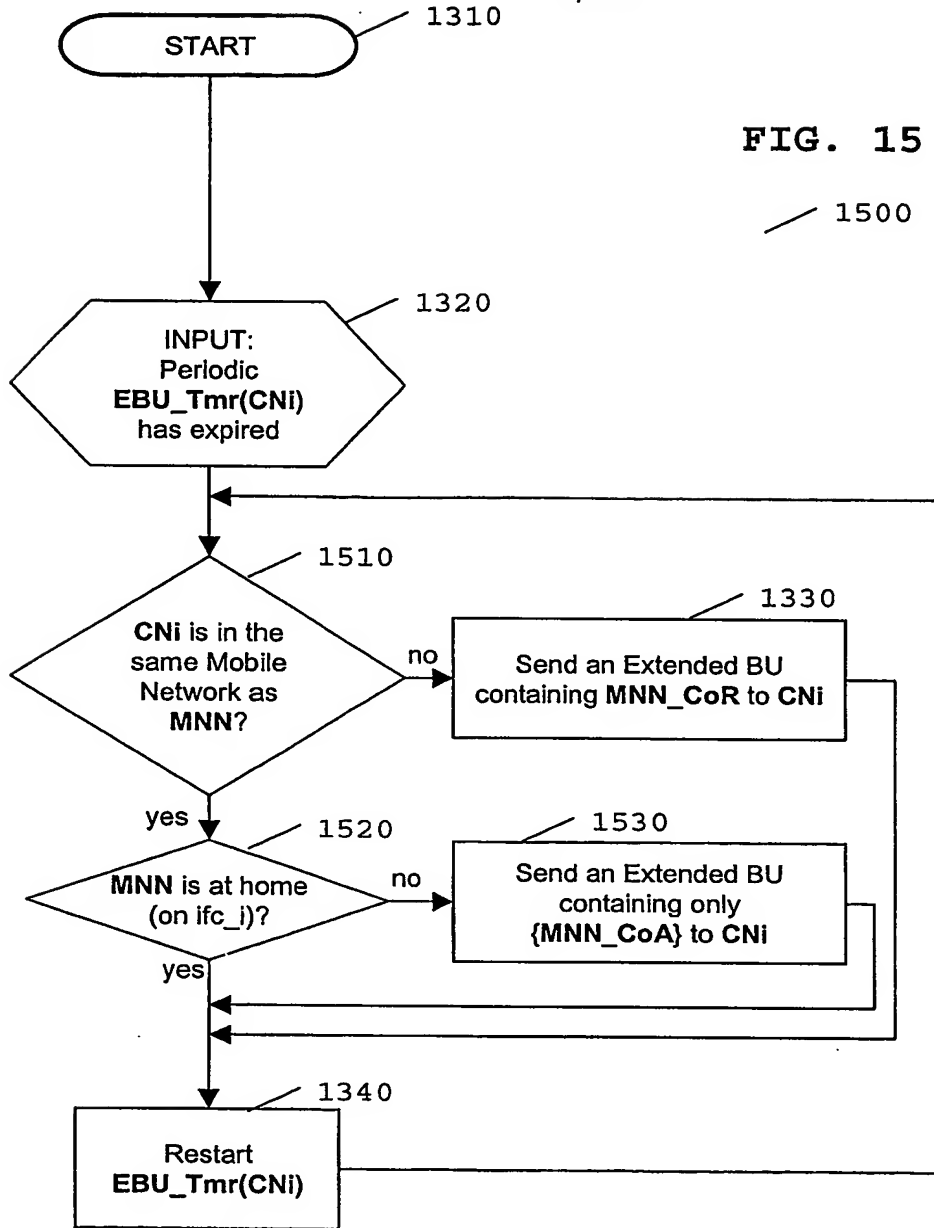 1310
START
FIG. 15
1500
1320
INPUT:
Periodic
EBU_Tmr(CNi)
has expired
1510
CNi is in the
same Mobile
Network as
MNN?
no
1330
Send an Extended BU
containing MNN_CoR to CNi
yes
1520
MNN is at home
(on ifc_i)?
no
1530
Send an Extended BU
containing only
{MNN_CoA} to CNi
yes
1340
Restart
EBU_Tmr(CNi)